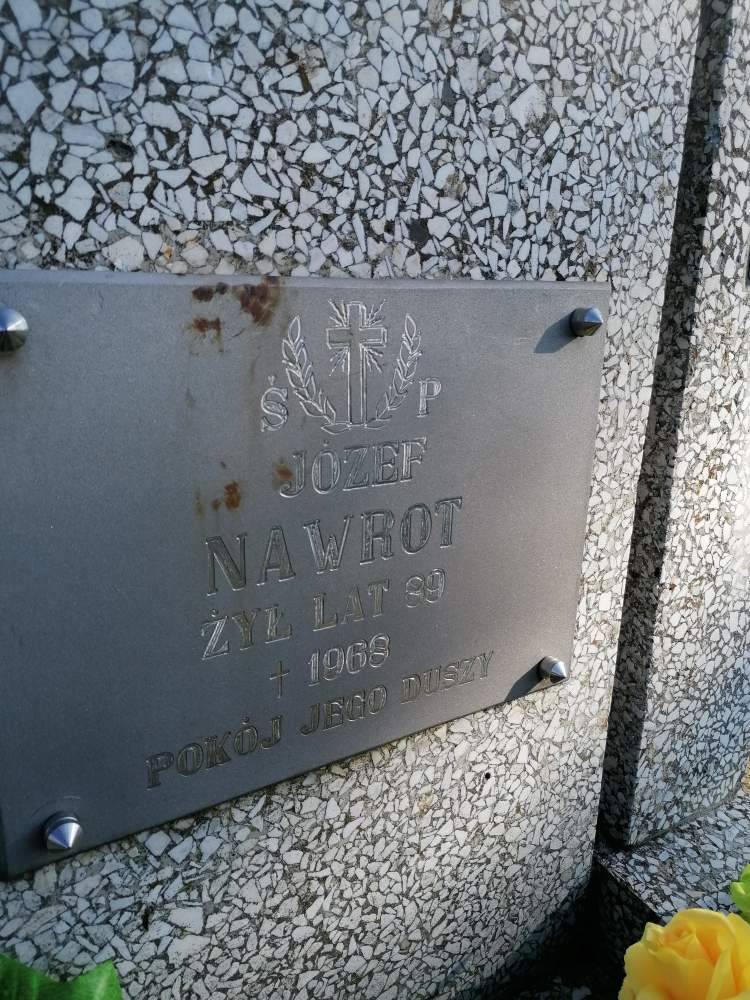 Ś P
JÓZEF
NAWROT
ŻYŁ LAT 89
† 1968
POKÓJ JEGO DUSZY